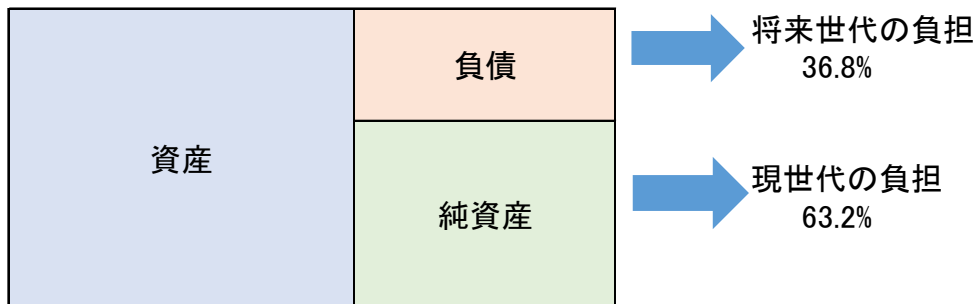 資産
負債
将来世代の負担
36.8%
純資産
現世代の負担
63.2%